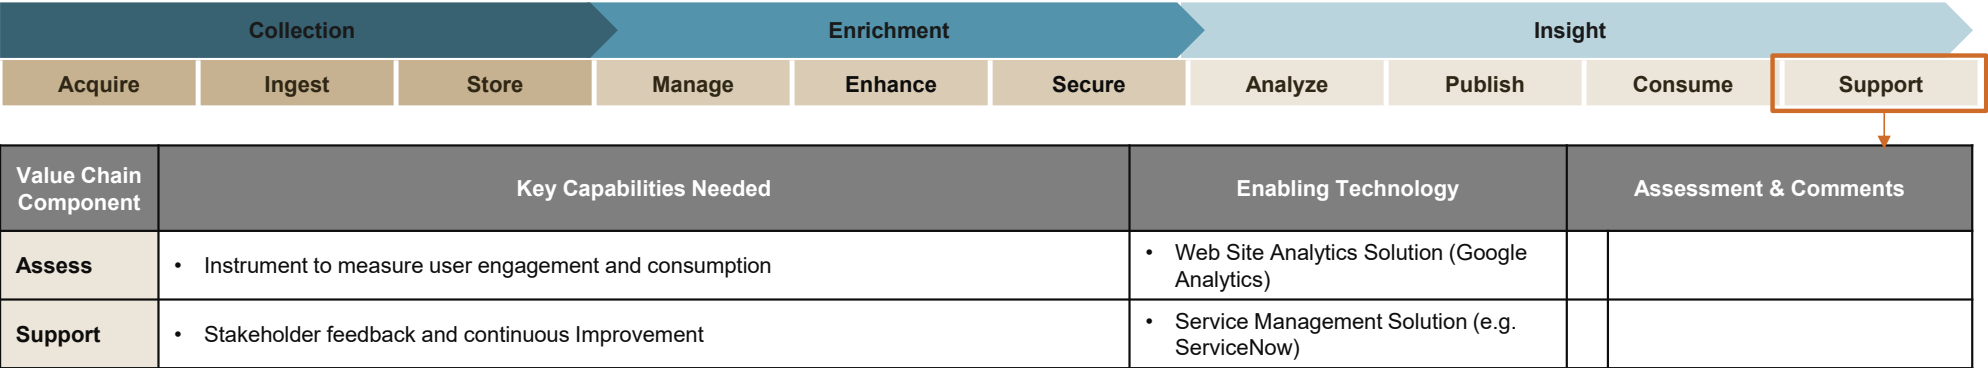 Collection Enrichment Insight
Acquire Ingest Store Manage Enhance Secure Analyze Publish Consume Support
Value Chain
Component
Key Capabilities Needed
Enabling Technology
Assessment & Comments
Assess
• Instrument to measure user engagement and consumption
• Web Site Analytics Solution (Google
Analytics)
Support
• Stakeholder feedback and continuous Improvement
• Service Management Solution (e.g.
ServiceNow)